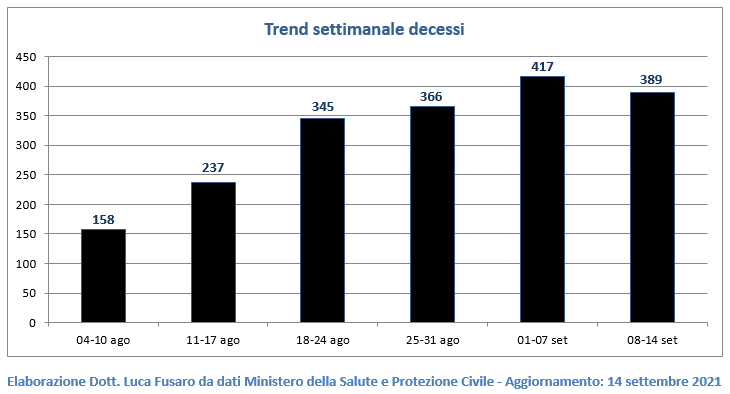 Trend settimanale decessi
450
400
350
300
250
200
150
100
50
0
158
237
345
366
417
389
04-10 ago
11-17 ago
18-24 ago
25-31 ago
01-07 set
08-14 set
Elaborazione Dott. Luca Fusaro da dati Ministero della Salute e Protezione Civile - Aggiornamento: 14 settembre 2021